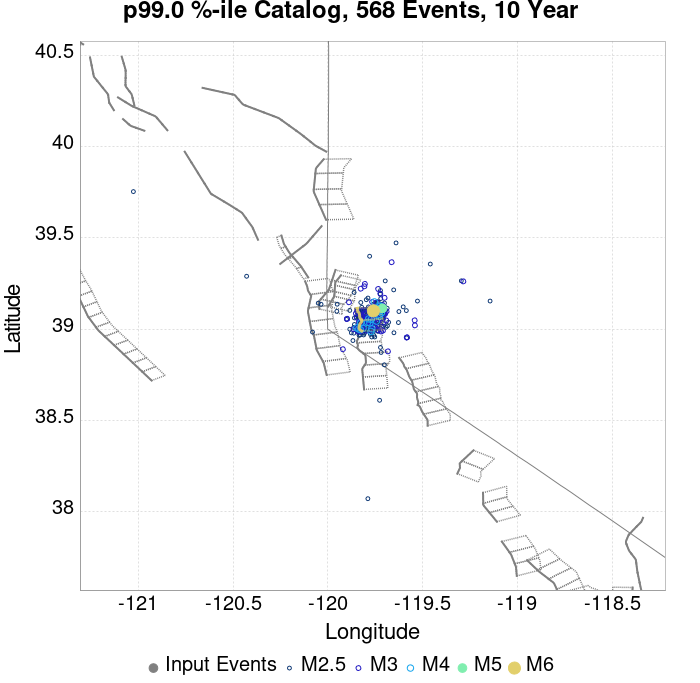 p99.0 %-ile Catalog, 568 Events, 10 Year
40.5
40
39.5
39
38.5
38
Latitude
-121
-120.5
-120
-119.5
-119
-118.5
Longitude
Input Events
M2.5
M3
M4
M5
M6